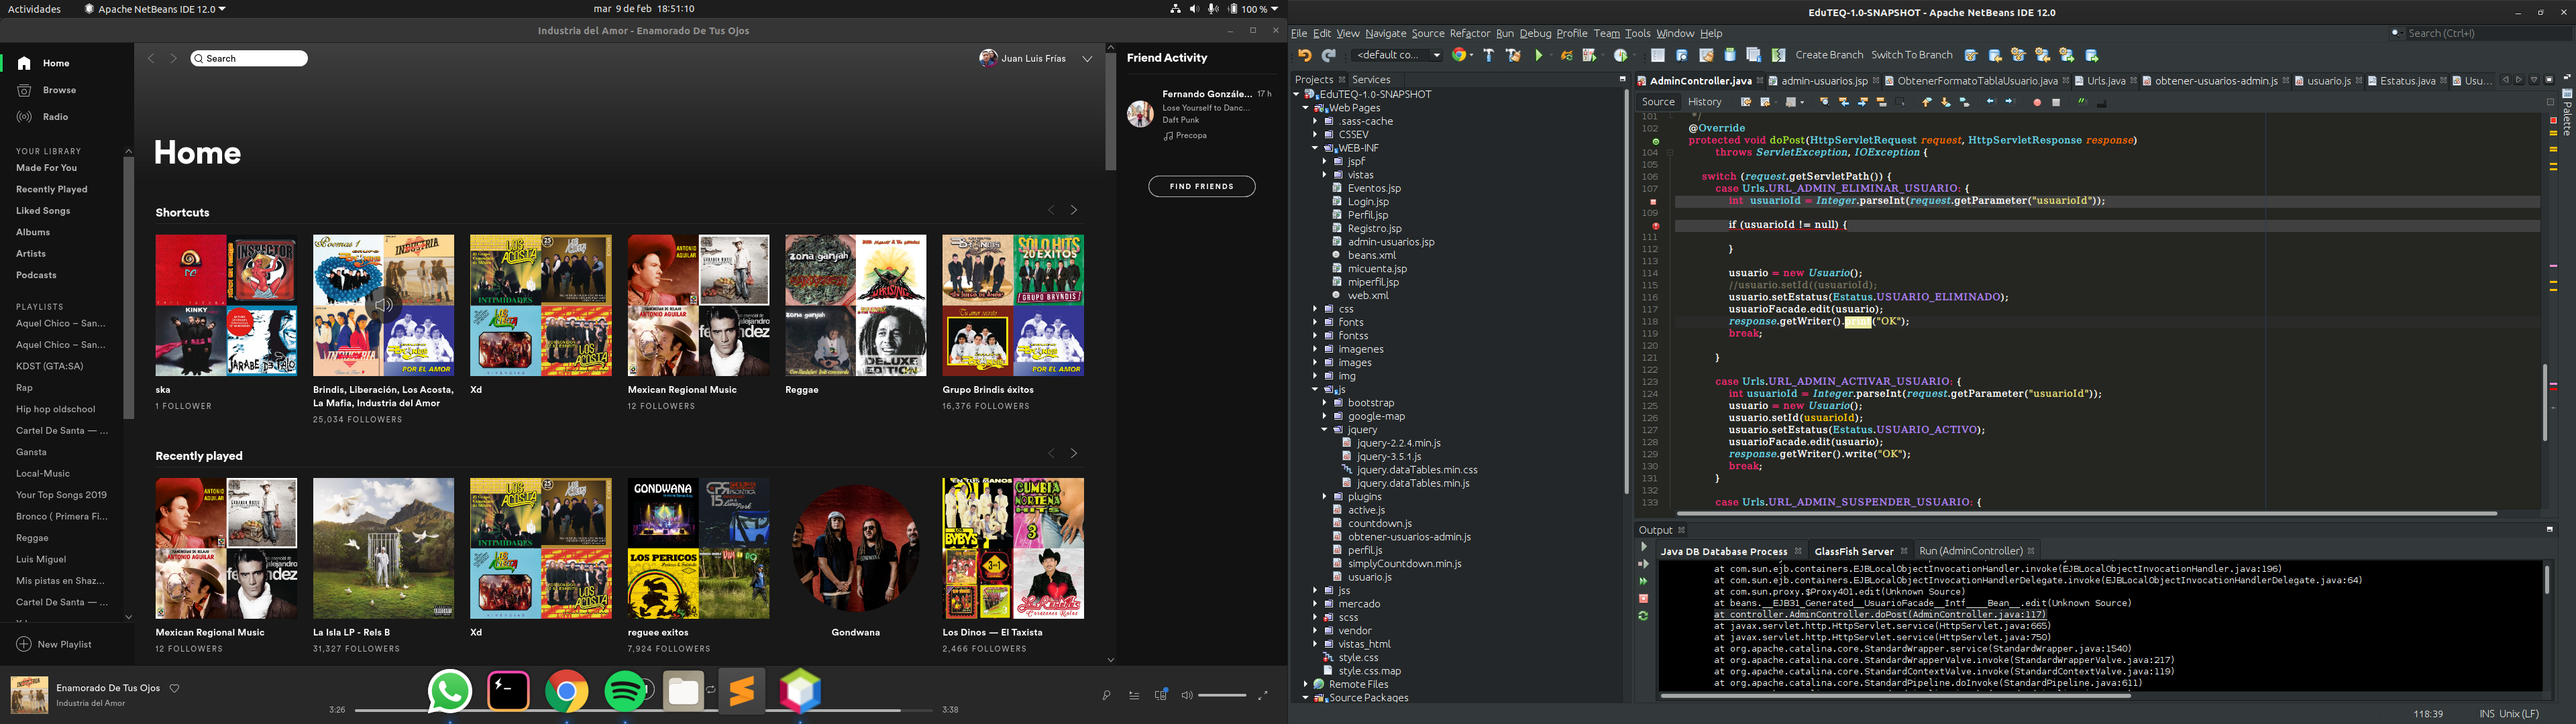 Actividades
Apache NetBeans IDE 12.0
mar 9 de feb 18:51:10
100 %
Industria del Amor - Enamorado De Tus Ojos
Home
Browse
Radio
YOUR LIBRARY
Made For You
Recently Played
Liked Songs
Albums
Artists
Podcasts
PLAYLISTS
Aquel Chico – San...
Aquel Chico – San...
KDST (GTA:SA)
Rap
Hip hop oldschool
Cartel De Santa — ...
Gansta
Local-Music
Your Top Songs 2019
Bronco ( Primera Fi...
Reggae
Luis Miguel
Mis pistas en Shaz...
Cartel De Santa — ...
New Playlist
Search
Juan Luis Frías
Home
Shortcuts
ska
1 FOLLOWER
Brindis, Liberación, Los Acosta,
La Mafia, Industria del Amor
25,034 FOLLOWERS
Xd
Mexican Regional Music
12 FOLLOWERS
Reggae
Grupo Brindis éxitos
16,376 FOLLOWERS
Recently played
Mexican Regional Music
12 FOLLOWERS
La Isla LP - Rels B
31,327 FOLLOWERS
Xd
reguee exitos
7,924 FOLLOWERS
Gondwana
Los Dinos — El Taxista
2,466 FOLLOWERS
Friend Activity
Fernando Gonzále... 17 h
Lose Yourself to Danc...
Daft Punk
Precopa
FIND FRIENDS
Enamorado De Tus Ojos
Industria del Amor
3:26
3:38
EduTEQ-1.0-SNAPSHOT - Apache NetBeans IDE 12.0
File Edit View Navigate Source Refactor Run Debug Profile Team Tools Window Help
Search (Ctrl+I)
<default co...
Create Branch Switch To Branch
Projects Services
EduTEQ-1.0-SNAPSHOT
Web Pages
.sass-cache
CSSEV
WEB-INF
jspf
vistas
Eventos.jsp
Login.jsp
Perfil.jsp
Registro.jsp
admin-usuarios.jsp
beans.xml
micuenta.jsp
miperfil.jsp
web.xml
css
fonts
fontss
imagenes
images
img
js
bootstrap
google-map
jquery
jquery-2.2.4.min.js
jquery-3.5.1.js
jquery.dataTables.min.css
jquery.dataTables.min.js
plugins
active.js
countdown.js
obtener-usuarios-admin.js
perfil.js
simplyCountdown.min.js
usuario.js
jss
mercado
scss
vendor
vistas_html
style.css
style.css.map
Remote Files
Source Packages
AdminController.java admin-usuarios.jsp ObtenerFormatoTablaUsuario.java Urls.java obtener-usuarios-admin.js usuario.js Estatus.java Usu...
Palette
Source History
101 */
102 @Override
protected void doPost(HttpServletRequest request, HttpServletResponse response)
104 throws ServletException, IOException {
105
106 switch (request.getServletPath()) {
107 case Urls.URL_ADMIN_ELIMINAR_USUARIO: {
int usuarioId = Integer.parseInt(request.getParameter("usuarioId"));
109
if (usuarioId != null) {
111
112 }
113
114 usuario = new Usuario();
115 //usuario.setId((usuarioId);
116 usuario.setEstatus(Estatus.USUARIO_ELIMINADO);
117 usuarioFacade.edit(usuario);
118 response.getWriter().print("OK");
119 break;
120
121 }
122
123 case Urls.URL_ADMIN_ACTIVAR_USUARIO: {
124 int usuarioId = Integer.parseInt(request.getParameter("usuarioId"));
125 usuario = new Usuario();
126 usuario.setId(usuarioId);
127 usuario.setEstatus(Estatus.USUARIO_ACTIVO);
128 usuarioFacade.edit(usuario);
129 response.getWriter().write("OK");
130 break;
131 }
132
133 case Urls.URL_ADMIN_SUSPENDER_USUARIO: {
Output
Java DB Database Process GlassFish Server Run (AdminController)
at com.sun.ejb.containers.EJBLocalObjectInvocationHandler.invoke(EJBLocalObjectInvocationHandler.java:196)
at com.sun.ejb.containers.EJBLocalObjectInvocationHandlerDelegate.invoke(EJBLocalObjectInvocationHandlerDelegate.java:64)
at com.sun.proxy.$Proxy401.edit(Unknown Source)
at beans.__EJB31_Generated__UsuarioFacade__Intf____Bean__.edit(Unknown Source)
at controller.AdminController.doPost(AdminController.java:117)
at javax.servlet.http.HttpServlet.service(HttpServlet.java:665)
at javax.servlet.http.HttpServlet.service(HttpServlet.java:750)
at org.apache.catalina.core.StandardWrapper.service(StandardWrapper.java:1540)
at org.apache.catalina.core.StandardWrapperValve.invoke(StandardWrapperValve.java:217)
at org.apache.catalina.core.StandardContextValve.invoke(StandardContextValve.java:119)
at org.apache.catalina.core.StandardPipeline.doInvoke(StandardPipeline.java:611)
118:39
INS Unix (LF)